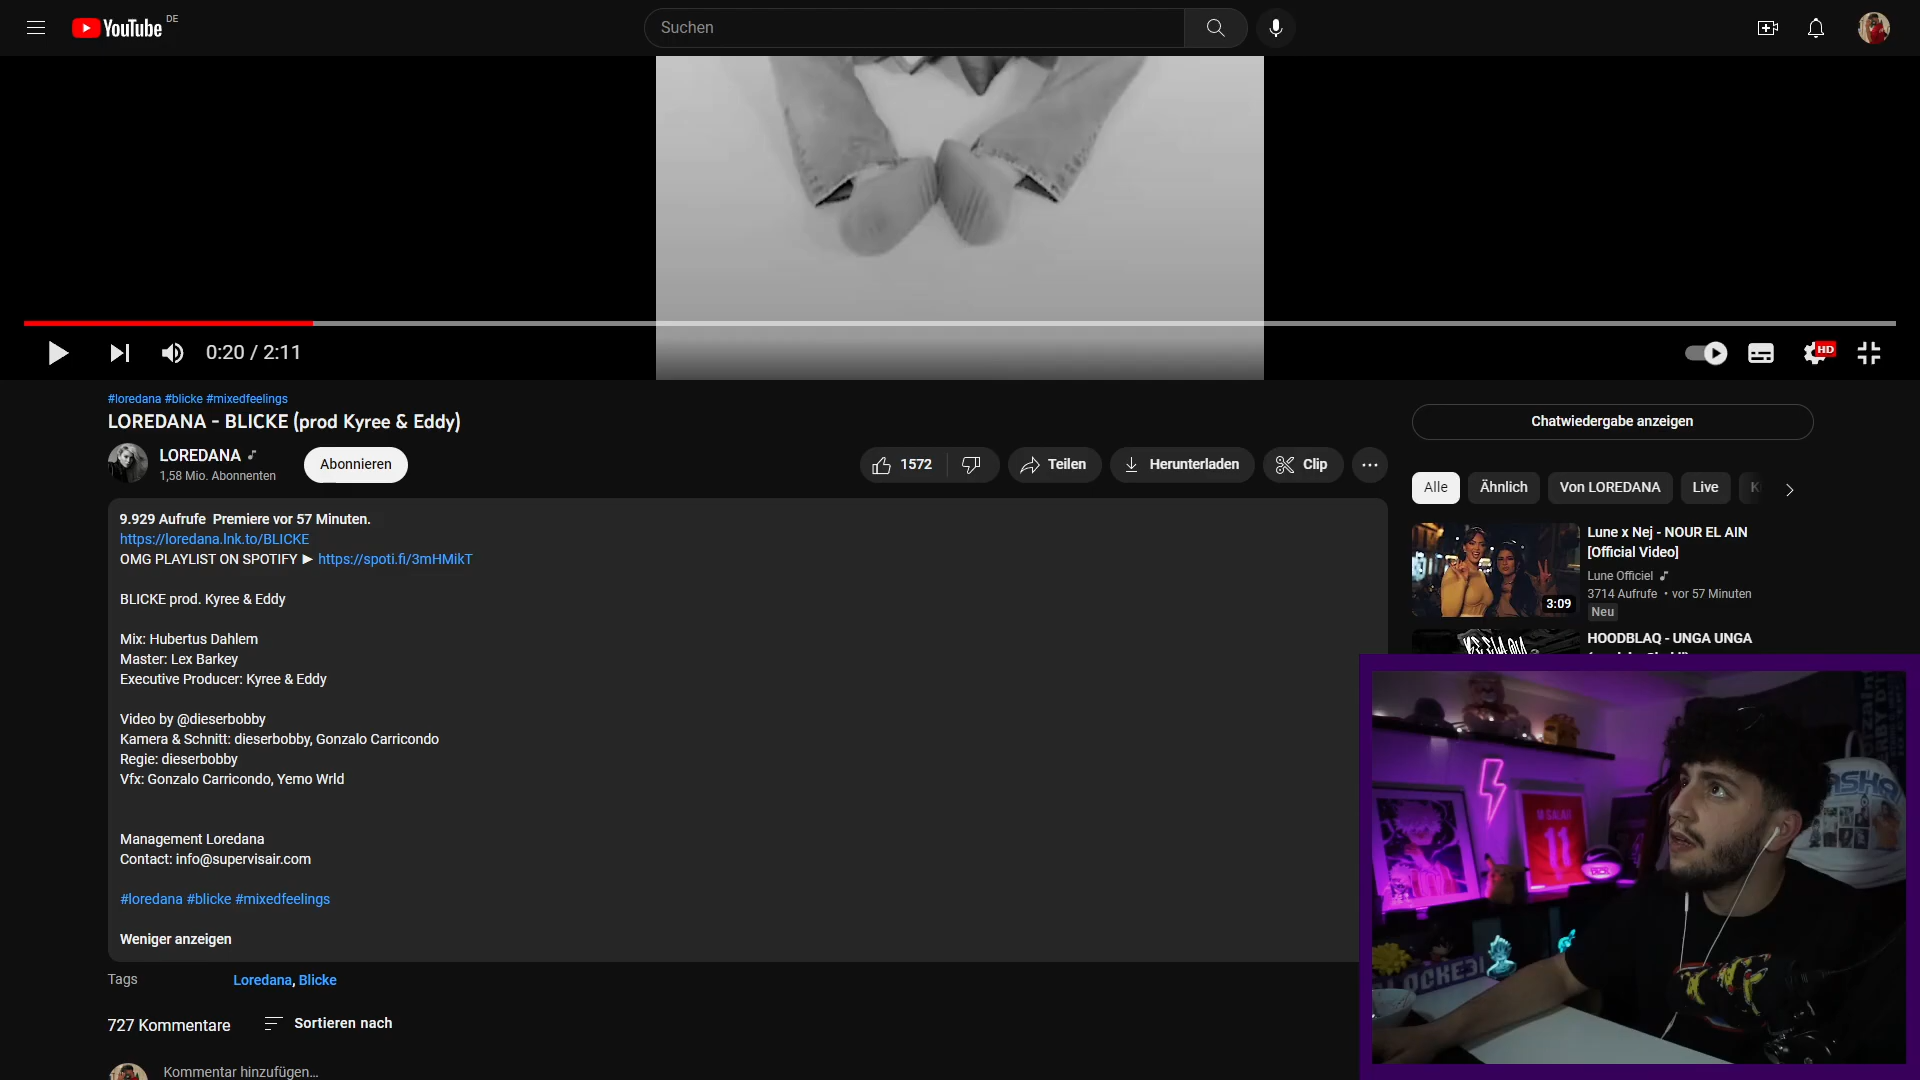 YouTube DE
Suchen
0:20 / 2:11
HD
#loredana #blicke #mixedfeelings
LOREDANA - BLICKE (prod Kyree & Eddy)
LOREDANA
1,58 Mio. Abonnenten
Abonnieren
1572
Teilen
Herunterladen
Clip
9.929 Aufrufe Premiere vor 57 Minuten.
https://loredana.lnk.to/BLICKE
OMG PLAYLIST ON SPOTIFY ► https://spoti.fi/3mHMikT
BLICKE prod. Kyree & Eddy
Mix: Hubertus Dahlem
Master: Lex Barkey
Executive Producer: Kyree & Eddy
Video by @dieserbobby
Kamera & Schnitt: dieserbobby, Gonzalo Carricondo
Regie: dieserbobby
Vfx: Gonzalo Carricondo, Yemo Wrld
Management Loredana
Contact: info@supervisair.com
#loredana #blicke #mixedfeelings
Weniger anzeigen
Tags
Loredana, Blicke
727 Kommentare
Sortieren nach
Kommentar hinzufügen...
Chatwiedergabe anzeigen
Alle
Ähnlich
Von LOREDANA
Live
Lune x Nej - NOUR EL AIN
[Official Video]
Lune Officiel
3714 Aufrufe • vor 57 Minuten
Neu
3:09
HOODBLAQ - UNGA UNGA
M SALAH
11